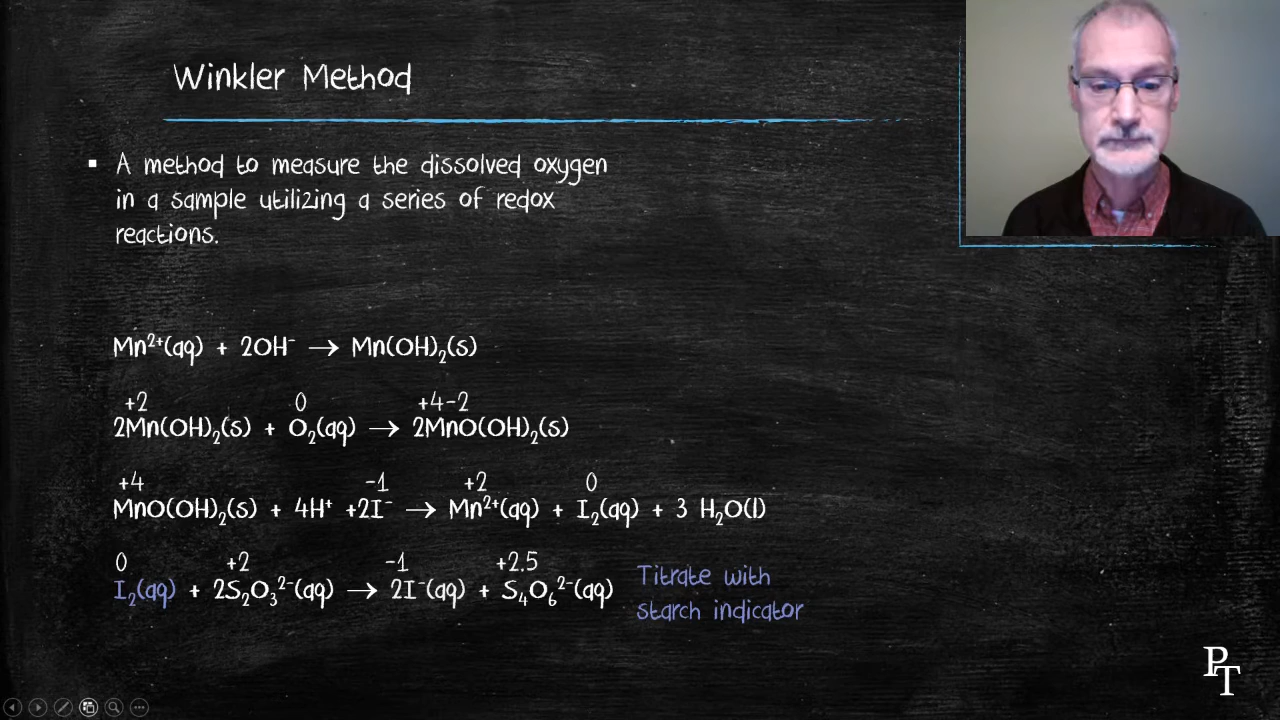 Winkler Method
▪ A method to measure the dissolved oxygen
in a sample utilizing a series of redox
reactions.
Mn²⁺(aq) + 2OH⁻ → Mn(OH)₂(s)
+2 0 +4-2
2Mn(OH)₂(s) + O₂(aq) → 2MnO(OH)₂(s)
+4 -1 +2 0
MnO(OH)₂(s) + 4H⁺ +2I⁻ → Mn²⁺(aq) + I₂(aq) + 3 H₂O(l)
0 +2 -1 +2.5
I₂(aq) + 2S₂O₃²⁻(aq) → 2I⁻(aq) + S₄O₆²⁻(aq)
Titrate with
starch indicator
PT